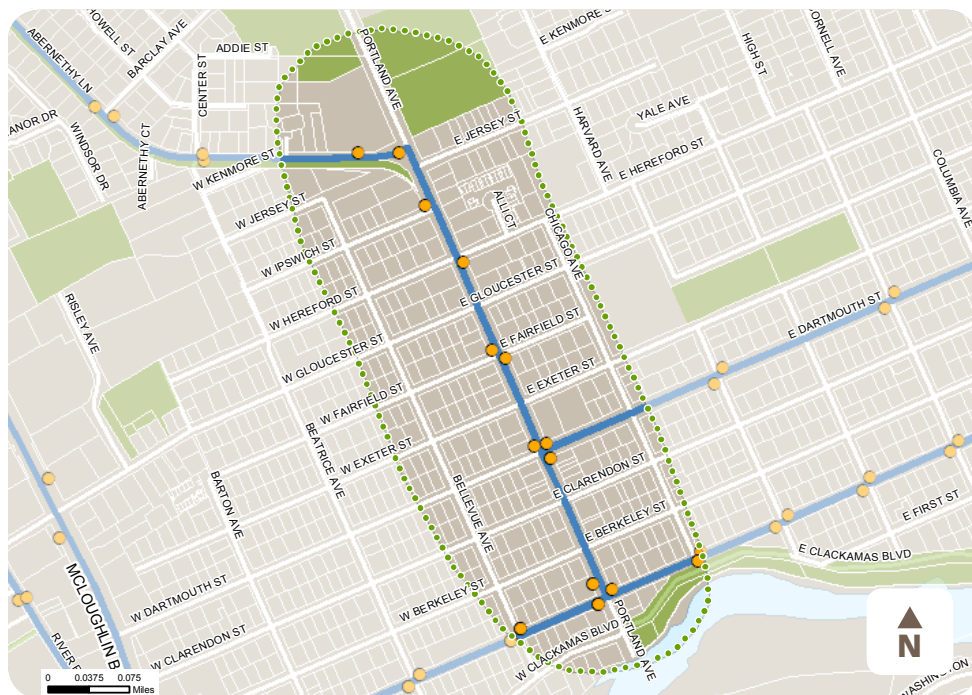 HOWELL ST
BARCLAY AVE
ABERNETHY LN
ADDIE ST
CENTER ST
PORTLAND AVE
E KENMORE S
HIGH ST
ORNELL AVE
ANOR DR
WINDSOR DR
ABERNETHY CT
W KENMORE ST
E JERSEY ST
HARVARD AVE
YALE AVE
E HEREFORD ST
COLUMBIA AVE
W JERSEY ST
ALLI CT
CHICAGO AVE
W IPSWICH ST
W HEREFORD ST
E GLOUCESTER ST
RISLEY AVE
W GLOUCESTER ST
E FAIRFIELD ST
E DARTMOUTH ST
W FAIRFIELD ST
E EXETER ST
BEATRICE AVE
W EXETER ST
BARTON AVE
BELLEVUE AVE
E CLARENDON ST
E BERKELEY ST
E FIRST ST
E CLACKAMAS BLVD
MCLOUGHLIN B
W DARTMOUTH ST
W BERKELEY ST
W CLARENDON ST
W CLACKAMAS BLVD
PORTLAND AVE
RIVER R
WASHINGTON
N
0 0.0375 0.075
Miles